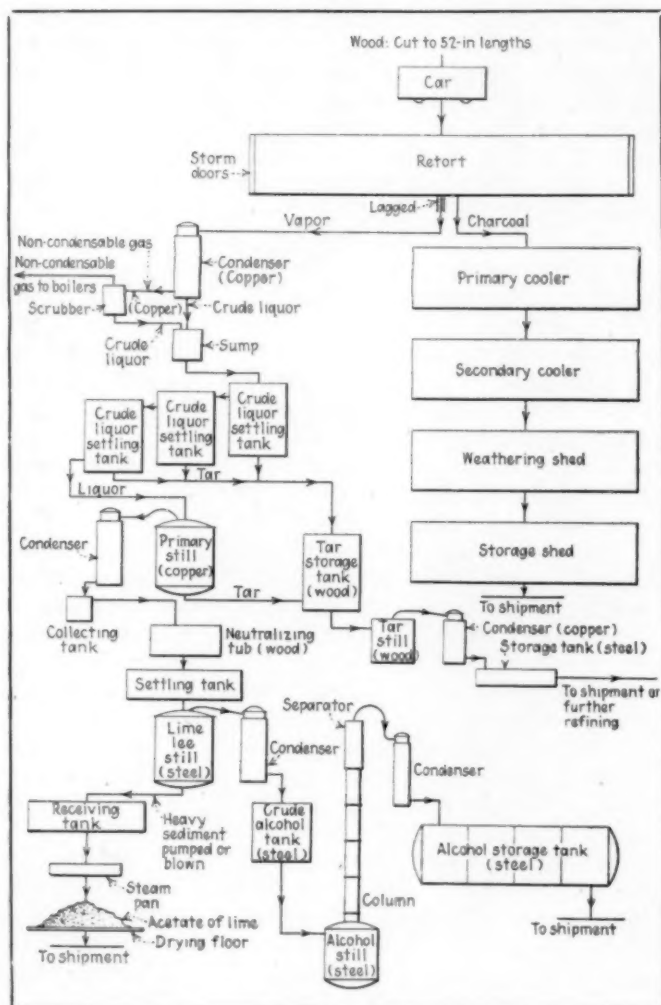 Wood: Cut to 52-in lengths
Car
Storm
doors
Retort
Lagged
Vapor
Charcoal
Non-condensable gas
Non-condensable
gas to boilers
Scrubber
(Copper)
Condenser
(Copper)
Crude liquor
Crude
liquor
Sump
Primary cooler
Secondary cooler
Weathering shed
Storage shed
To shipment
Crude
liquor
settling
tank
Crude
liquor
settling
tank
Crude
liquor
settling
tank
Tar
Liquor
Condenser
Primary
still
(copper)
Tar
Tar
storage
tank
(wood)
Collecting
tank
Neutralizing
tub (wood)
Tar
still
(wood)
Condenser (copper)
Storage tank (steel)
To shipment or
further
refining
Settling tank
Lime
lee still
(steel)
Condenser
Separator
Condenser
Receiving
tank
Heavy
sediment
pumped or
blown
Crude
alcohol
tank
(steel)
Alcohol storage tank
(steel)
Steam
pan
Column
Acetate of lime
Drying floor
To shipment
Alcohol
still
(steel)
To shipment